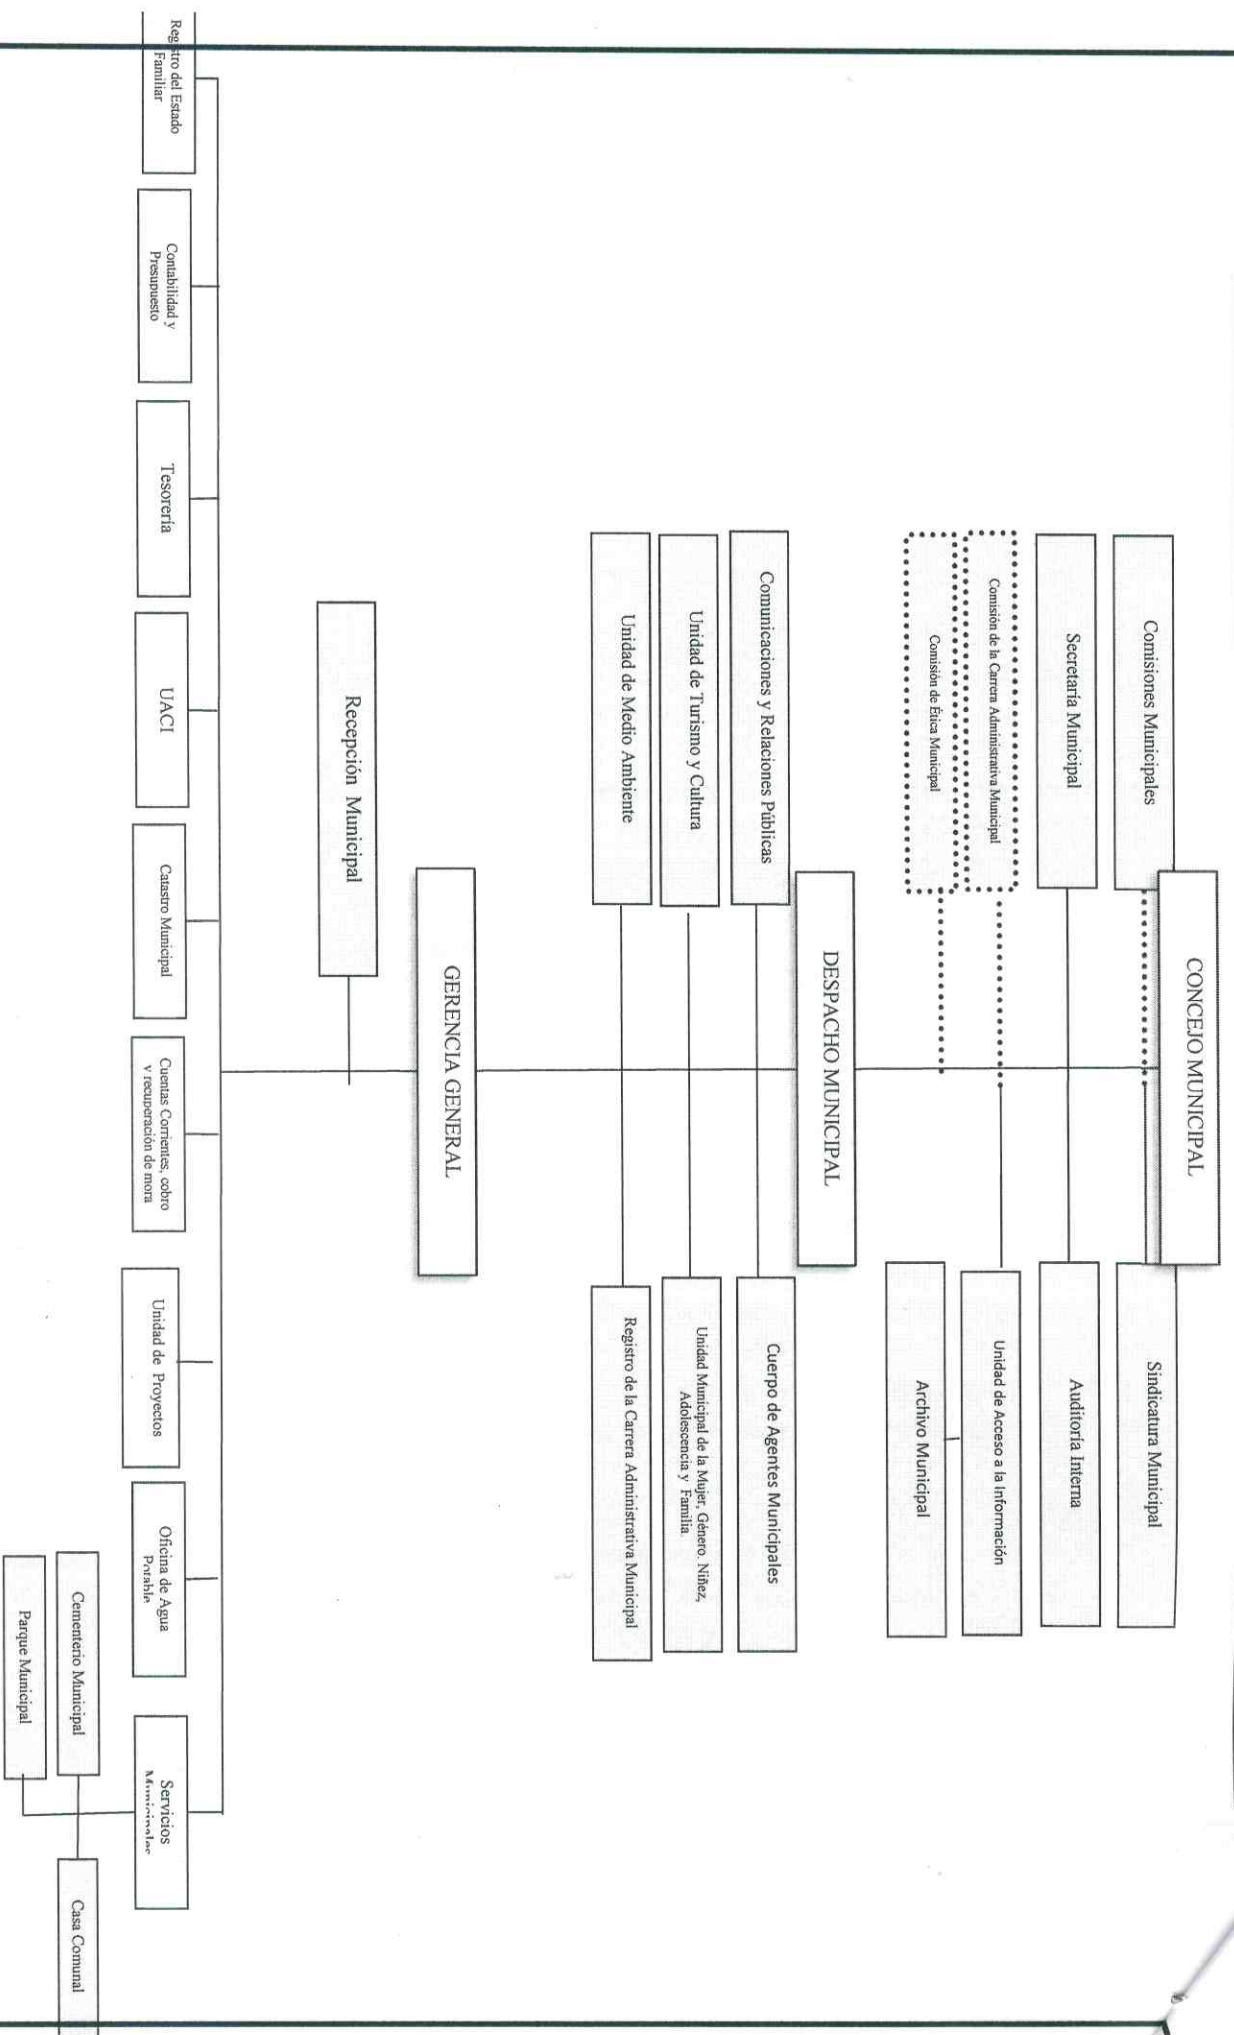 CONCEJO MUNICIPAL
Comisiones Municipales
Sindicatura Municipal
Secretaría Municipal
Auditoría Interna
Comisión de la Carrera Administrativa Municipal
Unidad de Acceso a la Información
Comisión de Ética Municipal
Archivo Municipal
DESPACHO MUNICIPAL
Comunicaciones y Relaciones Públicas
Cuerpo de Agentes Municipales
Unidad de Turismo y Cultura
Unidad Municipal de la Mujer, Género, Niñez,
Adolescencia y Familia
Unidad de Medio Ambiente
Registro de la Carrera Administrativa Municipal
GERENCIA GENERAL
Recepción Municipal
Registro del Estado
Familiar
Contabilidad y
Presupuesto
Tesorería
UACI
Catastro Municipal
Cuentas Corrientes, cobro
y recuperación de mora
Unidad de Proyectos
Oficina de Agua
Potable
Servicios
Municipales
Cementerio Municipal
Casa Comunal
Parque Municipal